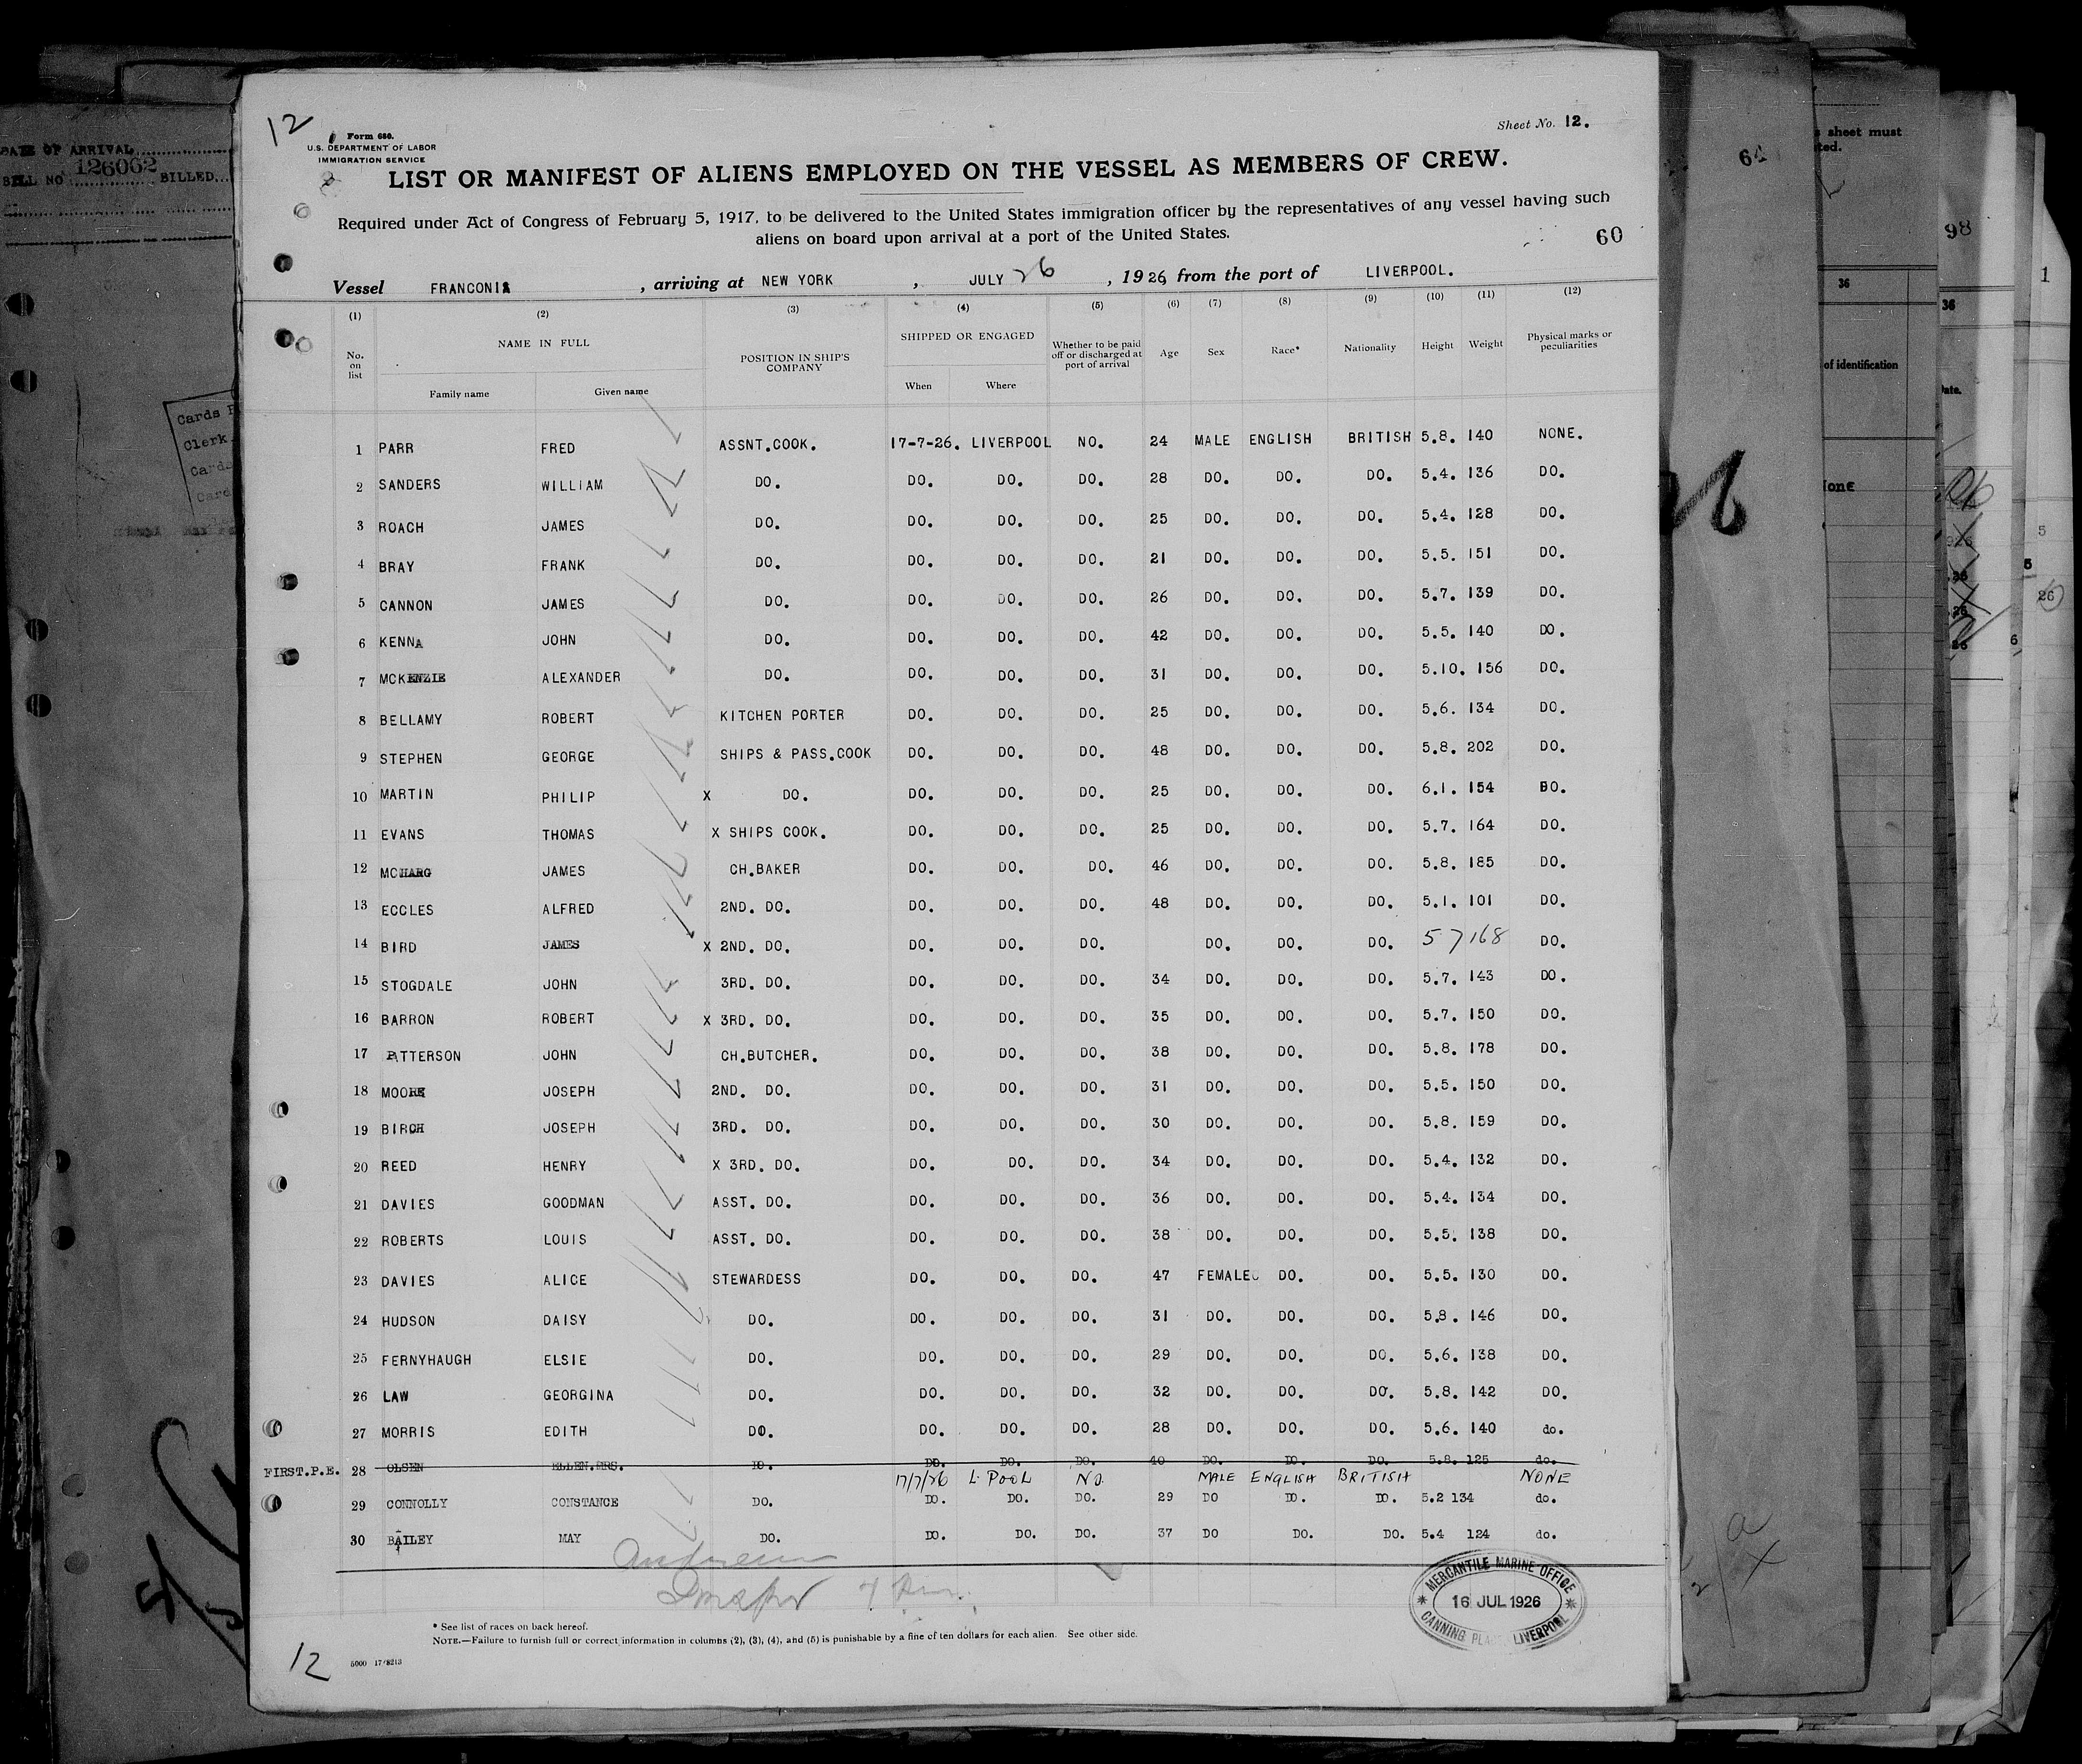 12
Form 680.
U.S. DEPARTMENT OF LABOR
IMMIGRATION SERVICE
Sheet No. 12.
LIST OR MANIFEST OF ALIENS EMPLOYED ON THE VESSEL AS MEMBERS OF CREW.
Required under Act of Congress of February 5, 1917, to be delivered to the United States immigration officer by the representatives of any vessel having such
aliens on board upon arrival at a port of the United States.
60
Vessel FRANCONIA , arriving at NEW YORK , JULY 26 , 1926, from the port of LIVERPOOL.
(1) (2) (3) (4) (5) (6) (7) (8) (9) (10) (11) (12)
No. on list NAME IN FULL POSITION IN SHIP'S COMPANY SHIPPED OR ENGAGED Whether to be paid off or discharged at port of arrival Age Sex Race* Nationality Height Weight Physical marks or peculiarities
Family name Given name When Where
1 PARR FRED ASSNT.COOK. 17-7-26. LIVERPOOL NO. 24 MALE ENGLISH BRITISH 5.8. 140 NONE.
2 SANDERS WILLIAM DO. DO. DO. DO. 28 DO. DO. DO. 5.4. 136 DO.
3 ROACH JAMES DO. DO. DO. DO. 25 DO. DO. DO. 5.4. 128 DO.
4 BRAY FRANK DO. DO. DO. DO. 21 DO. DO. DO. 5.5. 151 DO.
5 CANNON JAMES DO. DO. DO. DO. 26 DO. DO. DO. 5.7. 139 DO.
6 KENNA JOHN DO. DO. DO. DO. 42 DO. DO. DO. 5.5. 140 DO.
7 MCKENZIE ALEXANDER DO. DO. DO. DO. 31 DO. DO. DO. 5.10. 156 DO.
8 BELLAMY ROBERT KITCHEN PORTER DO. DO. DO. 25 DO. DO. DO. 5.6. 134 DO.
9 STEPHEN GEORGE SHIPS & PASS.COOK DO. DO. DO. 48 DO. DO. DO. 5.8. 202 DO.
10 MARTIN PHILIP X DO. DO. DO. DO. 25 DO. DO. DO. 6.1. 154 DO.
11 EVANS THOMAS X SHIPS COOK. DO. DO. DO. 25 DO. DO. DO. 5.7. 164 DO.
12 MCHARG JAMES CH.BAKER DO. DO. DO. 46 DO. DO. DO. 5.8. 185 DO.
13 ECCLES ALFRED 2ND. DO. DO. DO. DO. 48 DO. DO. DO. 5.1. 101 DO.
14 BIRD JAMES X 2ND. DO. DO. DO. DO. DO. DO. DO. 5 7 168 DO.
15 STOGDALE JOHN 3RD. DO. DO. DO. DO. 34 DO. DO. DO. 5.7. 143 DO.
16 BARRON ROBERT X 3RD. DO. DO. DO. DO. 35 DO. DO. DO. 5.7. 150 DO.
17 PATTERSON JOHN CH.BUTCHER. DO. DO. DO. 38 DO. DO. DO. 5.8. 178 DO.
18 MOORE JOSEPH 2ND. DO. DO. DO. DO. 31 DO. DO. DO. 5.5. 150 DO.
19 BIRCH JOSEPH 3RD. DO. DO. DO. DO. 30 DO. DO. DO. 5.8. 159 DO.
20 REED HENRY X 3RD. DO. DO. DO. DO. 34 DO. DO. DO. 5.4. 132 DO.
21 DAVIES GOODMAN ASST. DO. DO. DO. DO. 36 DO. DO. DO. 5.4. 134 DO.
22 ROBERTS LOUIS ASST. DO. DO. DO. DO. 38 DO. DO. DO. 5.5. 138 DO.
23 DAVIES ALICE STEWARDESS DO. DO. DO. 47 FEMALE DO. DO. 5.5. 130 DO.
24 HUDSON DAISY DO. DO. DO. DO. 31 DO. DO. DO. 5.8. 146 DO.
25 FERNYHAUGH ELSIE DO. DO. DO. DO. 29 DO. DO. DO. 5.6. 138 DO.
26 LAW GEORGINA DO. DO. DO. DO. 32 DO. DO. DO. 5.8. 142 DO.
27 MORRIS EDITH DO. DO. DO. DO. 28 DO. DO. DO. 5.6. 140 do.
FIRST.P.E. 28 OLSEN ELLEN.MRS. DO. DO. DO. DO. 40 DO. DO. DO. 5.8. 125 do.
17/7/26 L.POOL NO. MALE ENGLISH BRITISH NONE
29 CONNOLLY CONSTANCE DO. DO. DO. DO. 29 DO DO. DO. 5.2 134 do.
30 BAILEY MAY DO. DO. DO. DO. 37 DO DO. DO. 5.4 124 do.
MERCANTILE MARINE OFFICE
16 JUL 1926
CANNING PLACE, LIVERPOOL
* See list of races on back hereof.
NOTE.—Failure to furnish full or correct information in columns (2), (3), (4), and (5) is punishable by a fine of ten dollars for each alien. See other side.
12
DATE OF ARRIVAL
BILL NO 126062 BILLED
Cards
Clerk
sheet must
64
98
36
36
of identification
Date.
1
5
5
26
6